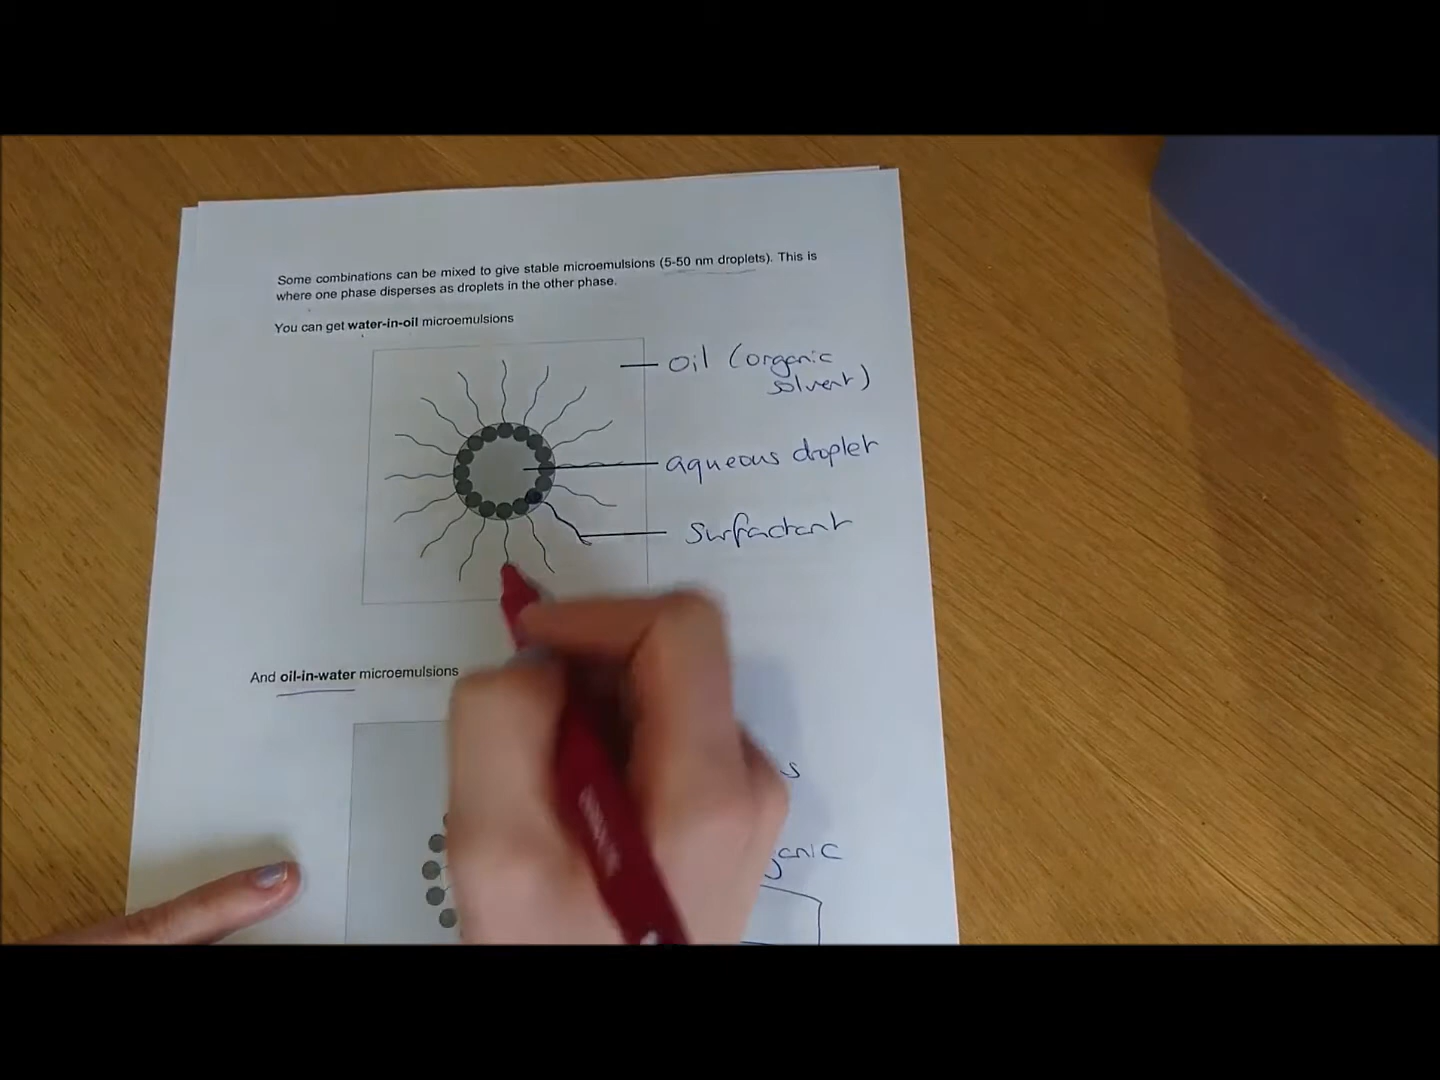 Some combinations can be mixed to give stable microemulsions (5-50 nm droplets). This is
where one phase disperses as droplets in the other phase.
You can get water-in-oil microemulsions
oil (organic
solvent)
aqueous droplet
surfactant
And oil-in-water microemulsions